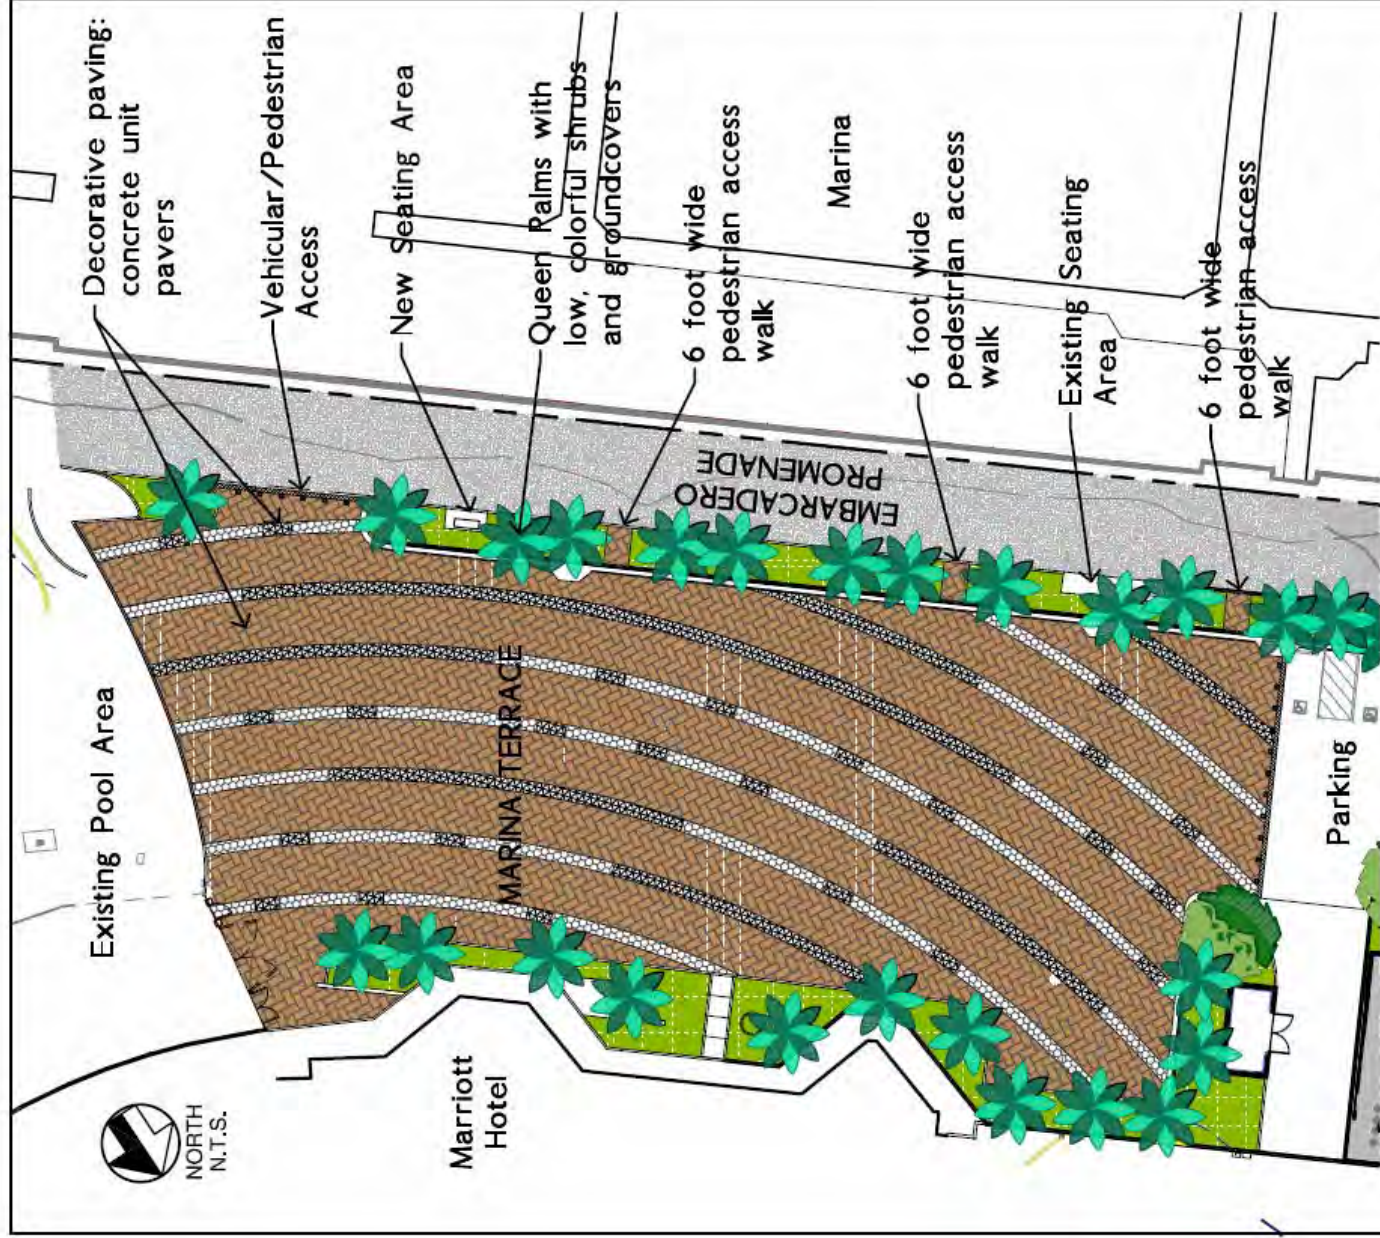 Decorative paving:
concrete unit
pavers
Vehicular/Pedestrian
Access
New Seating Area
Queen Palms with
low, colorful shrubs
and groundcovers
6 foot wide
pedestrian access
walk
Marina
6 foot wide
pedestrian access
walk
Existing Seating
Area
6 foot wide
pedestrian access
walk
EMBARCADERO
PROMENADE
Existing Pool Area
MARINA TERRACE
Parking
Marriott
Hotel
NORTH
N.T.S.